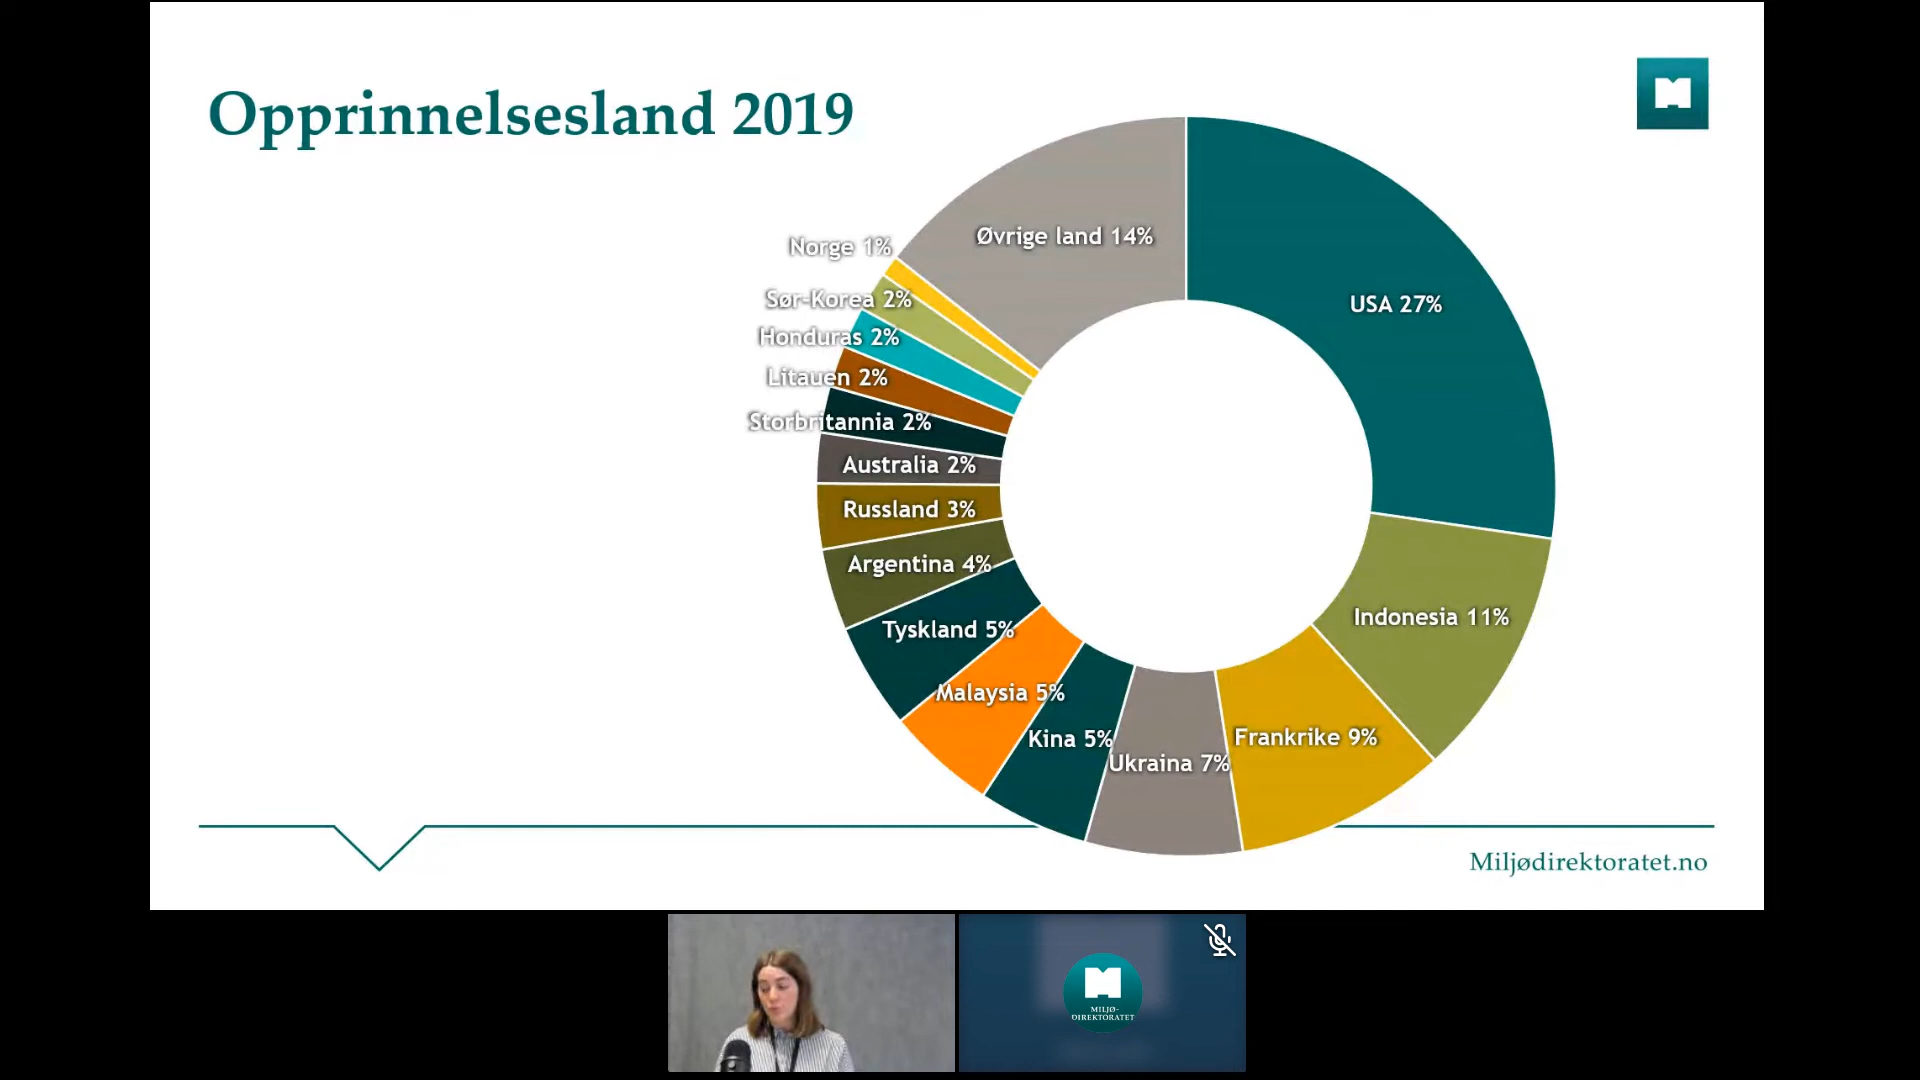 Opprinnelsesland 2019
Øvrige land 14%
USA 27%
Norge 1%
Sør-Korea 2%
Honduras 2%
Litauen 2%
Storbritannia 2%
Australia 2%
Russland 3%
Argentina 4%
Tyskland 5%
Malaysia 5%
Kina 5%
Ukraina 7%
Frankrike 9%
Indonesia 11%
Miljødirektoratet.no
MILJØ-
DIREKTORATET